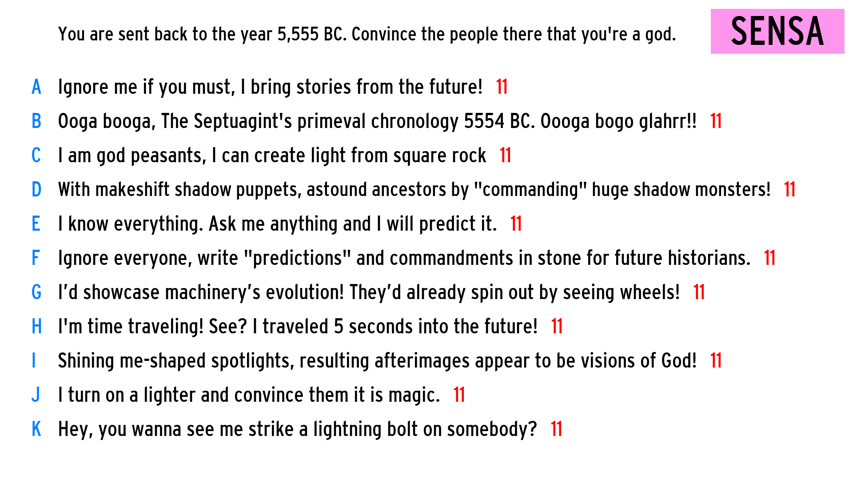 You are sent back to the year 5,555 BC. Convince the people there that you're a god.
SENSA
A Ignore me if you must, I bring stories from the future! 11
B Ooga booga, The Septuagint's primeval chronology 5554 BC. Oooga bogo glahrr!! 11
C I am god peasants, I can create light from square rock 11
D With makeshift shadow puppets, astound ancestors by "commanding" huge shadow monsters! 11
E I know everything. Ask me anything and I will predict it. 11
F Ignore everyone, write "predictions" and commandments in stone for future historians. 11
G I’d showcase machinery’s evolution! They’d already spin out by seeing wheels! 11
H I'm time traveling! See? I traveled 5 seconds into the future! 11
I Shining me-shaped spotlights, resulting afterimages appear to be visions of God! 11
J I turn on a lighter and convince them it is magic. 11
K Hey, you wanna see me strike a lightning bolt on somebody? 11